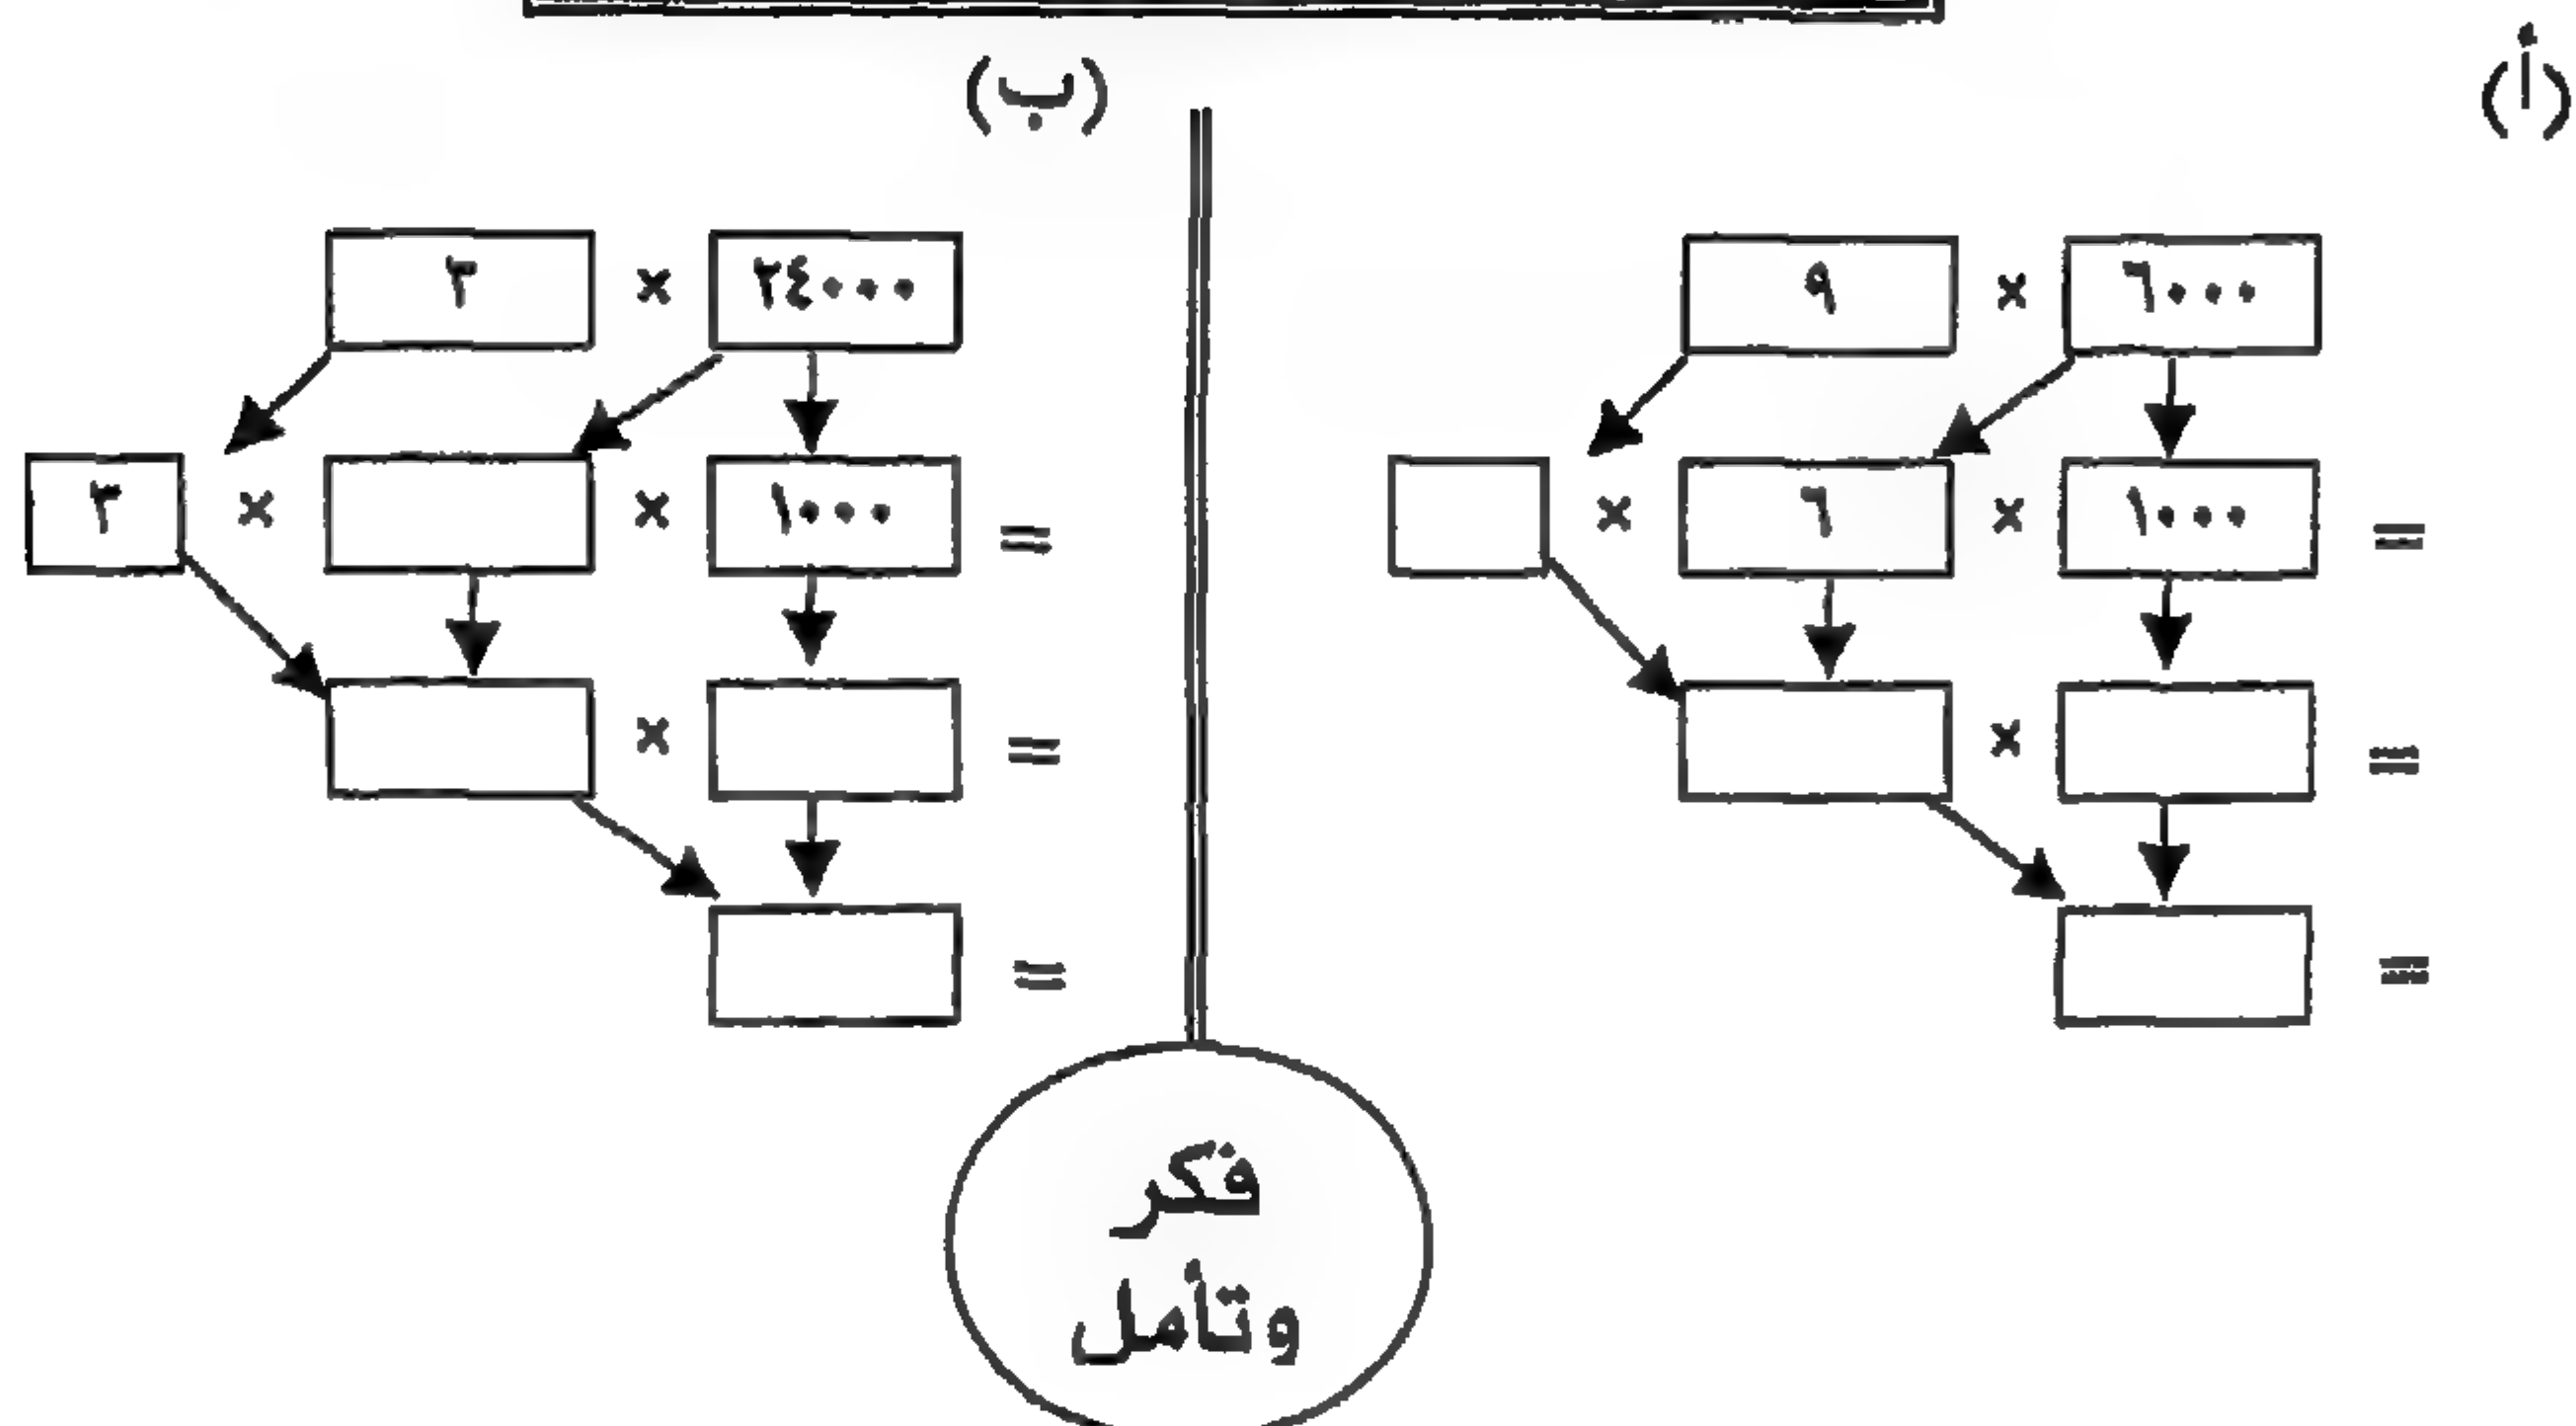 (أ)
٦٠٠٠ × ٩
= ١٠٠٠ × ٦ ×
= ×
=
(ب)
٢٤٠٠٠ × ٣
= ١٠٠٠ × × ٣
= ×
=
فكر
وتأمل